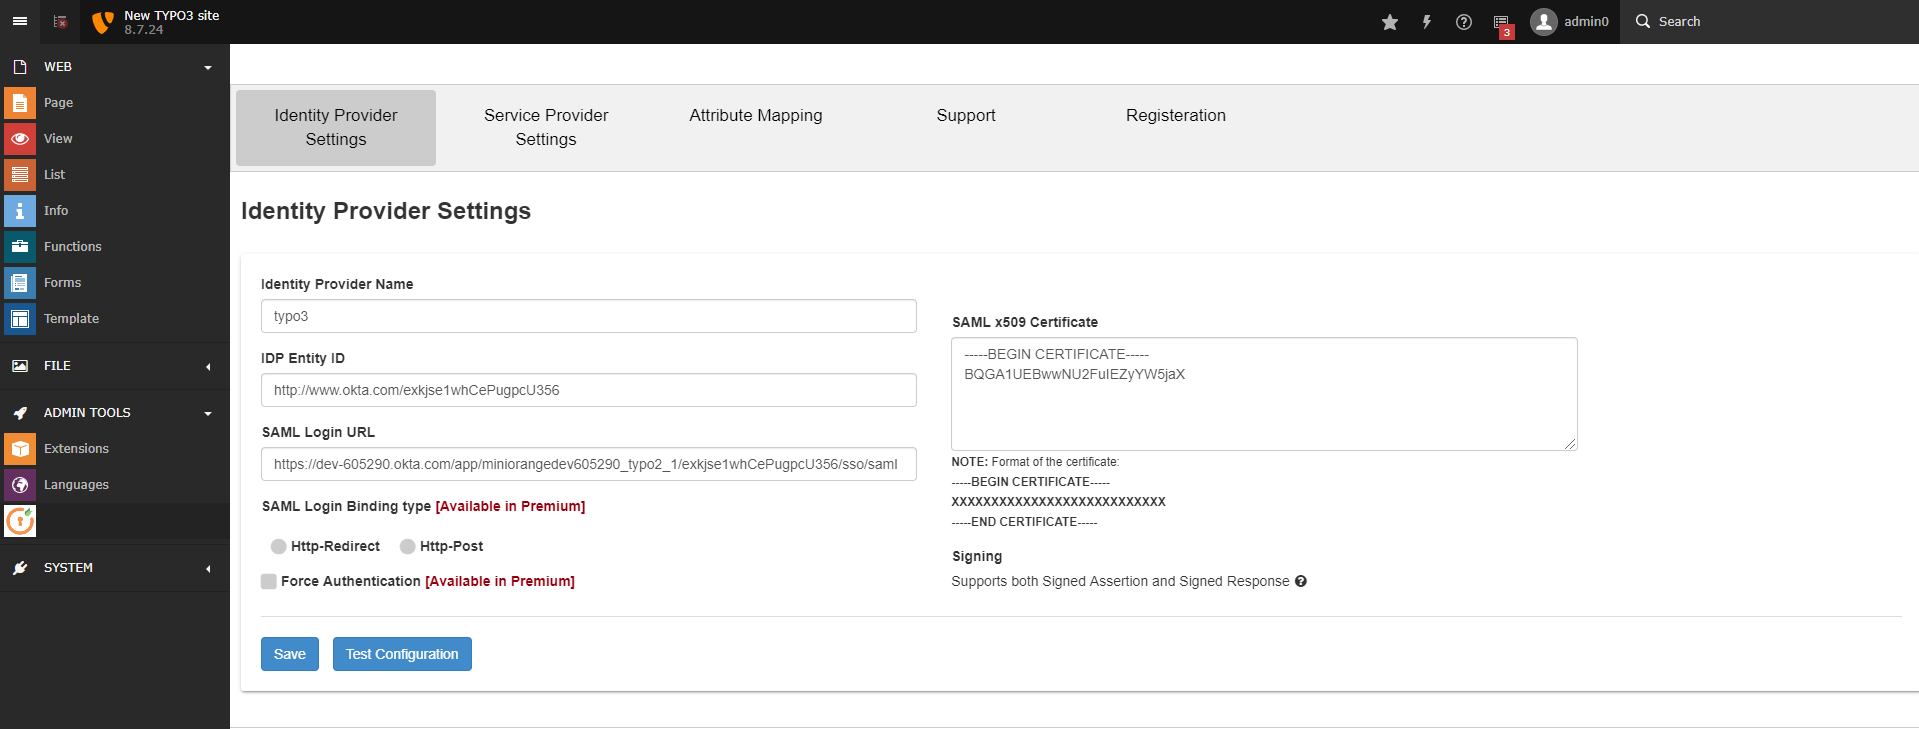 New TYPO3 site
8.7.24
3
admin0
Search
WEB
Page
View
List
Info
Functions
Forms
Template
FILE
ADMIN TOOLS
Extensions
Languages
SYSTEM
Identity Provider
Settings
Service Provider
Settings
Attribute Mapping
Support
Registeration
Identity Provider Settings
Identity Provider Name
typo3
IDP Entity ID
http://www.okta.com/exkjse1whCePugpcU356
SAML Login URL
https://dev-605290.okta.com/app/miniorangedev605290_typo2_1/exkjse1whCePugpcU356/sso/saml
SAML Login Binding type [Available in Premium]
Http-Redirect Http-Post
Force Authentication [Available in Premium]
SAML x509 Certificate
-----BEGIN CERTIFICATE-----
BQGA1UEBwwNU2FuIEZyYW5jaX
NOTE: Format of the certificate:
-----BEGIN CERTIFICATE-----
XXXXXXXXXXXXXXXXXXXXXXXXXXX
-----END CERTIFICATE-----
Signing
Supports both Signed Assertion and Signed Response
Save
Test Configuration